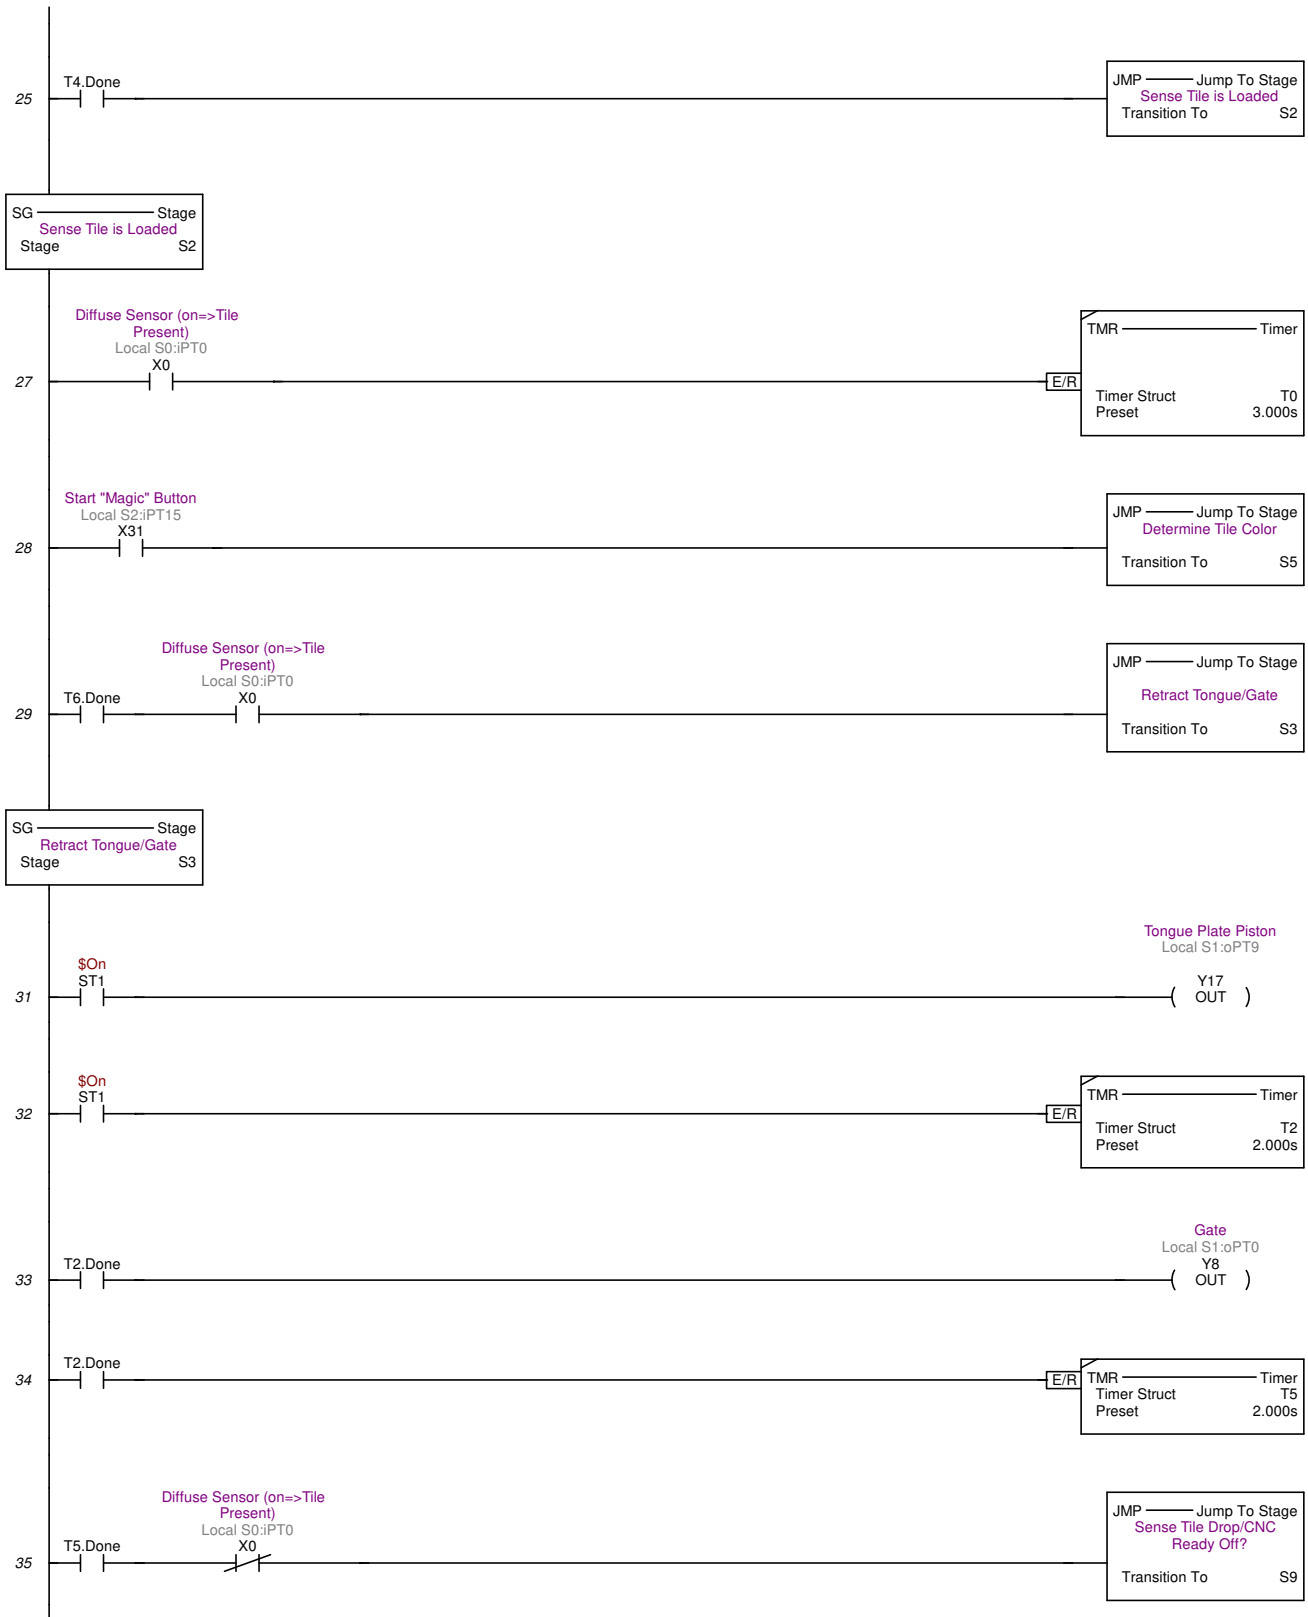 T4.Done
25
JMP Jump To Stage
Sense Tile is Loaded
Transition To S2
SG Stage
Sense Tile is Loaded
Stage S2
Diffuse Sensor (on=>Tile
Present)
Local S0:iPT0
X0
27
E/R
TMR Timer
Timer Struct T0
Preset 3.000s
Start "Magic" Button
Local S2:iPT15
X31
28
JMP Jump To Stage
Determine Tile Color
Transition To S5
Diffuse Sensor (on=>Tile
Present)
Local S0:iPT0
T6.Done X0
29
JMP Jump To Stage
Retract Tongue/Gate
Transition To S3
SG Stage
Retract Tongue/Gate
Stage S3
$On
ST1
31
Tongue Plate Piston
Local S1:oPT9
Y17
OUT
$On
ST1
32
E/R
TMR Timer
Timer Struct T2
Preset 2.000s
T2.Done
33
Gate
Local S1:oPT0
Y8
OUT
T2.Done
34
E/R
TMR Timer
Timer Struct T5
Preset 2.000s
Diffuse Sensor (on=>Tile
Present)
Local S0:iPT0
T5.Done X0
35
JMP Jump To Stage
Sense Tile Drop/CNC
Ready Off?
Transition To S9